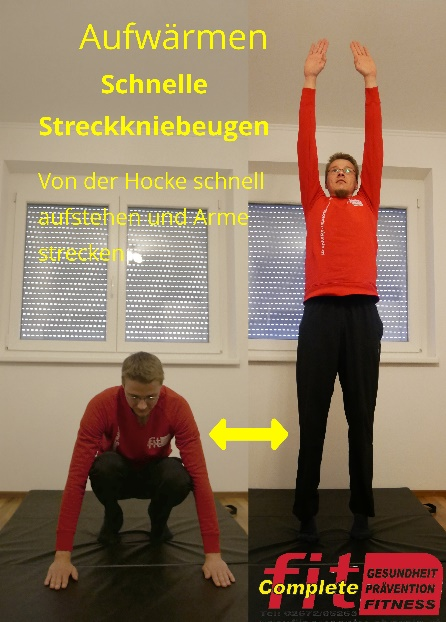 Aufwärmen
Schnelle
Streckkniebeugen
Von der Hocke schnell
aufstehen und Arme
strecken
fit
Complete
GESUNDHEIT
PRÄVENTION
FITNESS